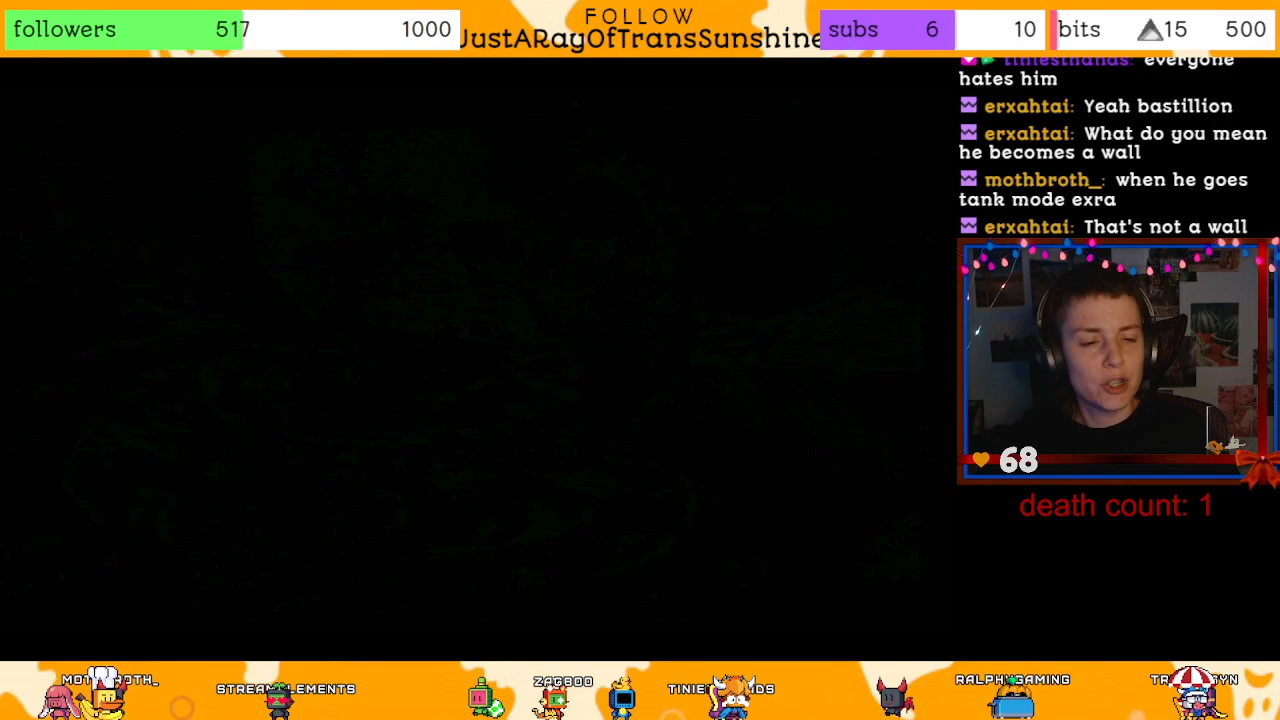 followers 517 1000
FOLLOW
JustARayOfTransSunshine
subs 6 10
bits 15 500
tiniesthands: everyone
hates him
erxahtai: Yeah bastillion
erxahtai: What do you mean
he becomes a wall
mothbroth_: when he goes
tank mode exra
erxahtai: That's not a wall
68
death count: 1
ZAGBOO